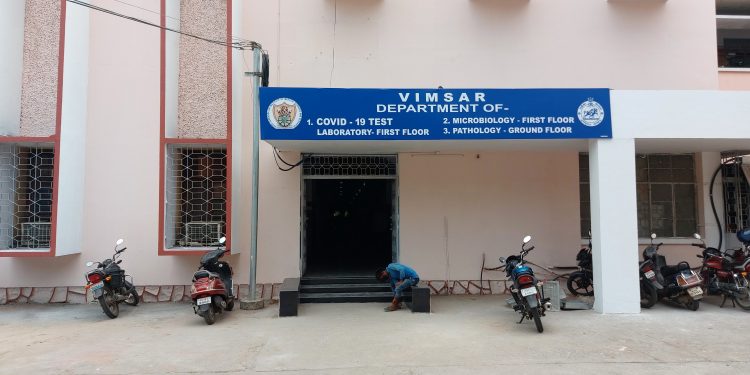 VIMSAR
DEPARTMENT OF-
1. COVID - 19 TEST
LABORATORY- FIRST FLOOR
2. MICROBIOLOGY - FIRST FLOOR
3. PATHOLOGY - GROUND FLOOR